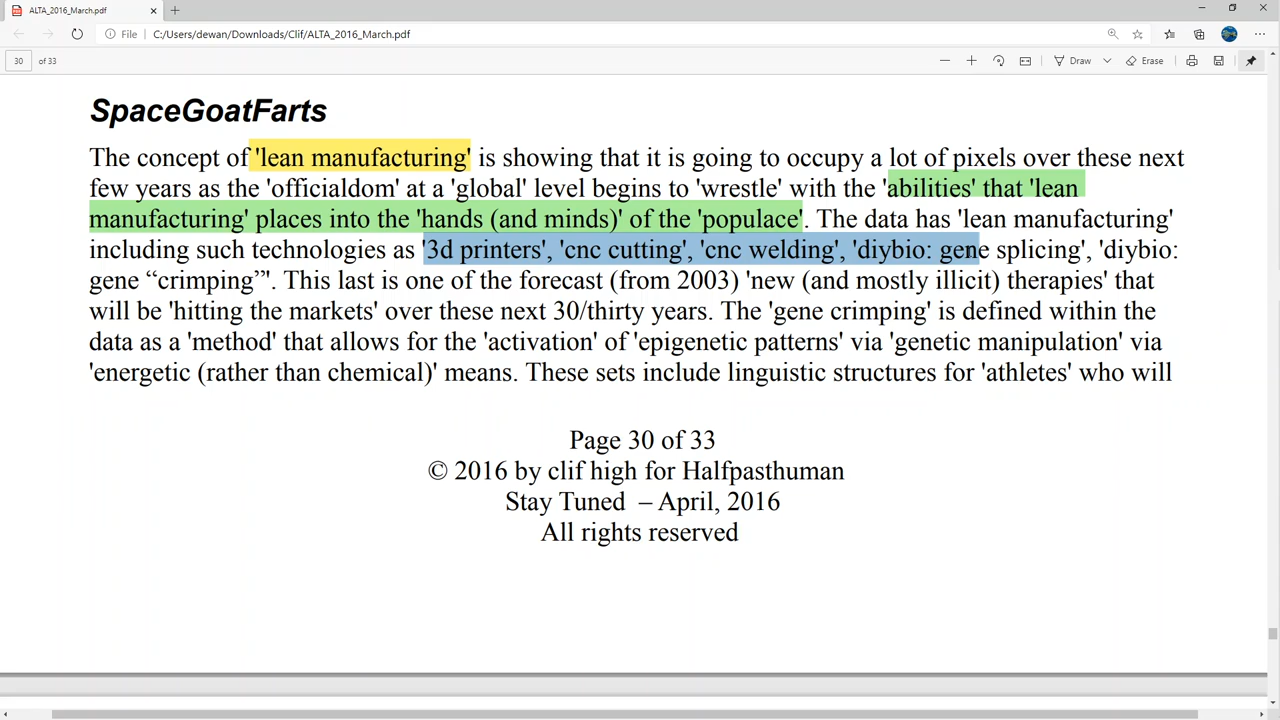 ALTA_2016_March.pdf
File C:/Users/dewan/Downloads/Clif/ALTA_2016_March.pdf
30 of 33 Draw Erase
SpaceGoatFarts
The concept of 'lean manufacturing' is showing that it is going to occupy a lot of pixels over these next
few years as the 'officialdom' at a 'global' level begins to 'wrestle' with the 'abilities' that 'lean
manufacturing' places into the 'hands (and minds)' of the 'populace'. The data has 'lean manufacturing'
including such technologies as '3d printers', 'cnc cutting', 'cnc welding', 'diybio: gene splicing', 'diybio:
gene “crimping”'. This last is one of the forecast (from 2003) 'new (and mostly illicit) therapies' that
will be 'hitting the markets' over these next 30/thirty years. The 'gene crimping' is defined within the
data as a 'method' that allows for the 'activation' of 'epigenetic patterns' via 'genetic manipulation' via
'energetic (rather than chemical)' means. These sets include linguistic structures for 'athletes' who will
Page 30 of 33
© 2016 by clif high for Halfpasthuman
Stay Tuned – April, 2016
All rights reserved